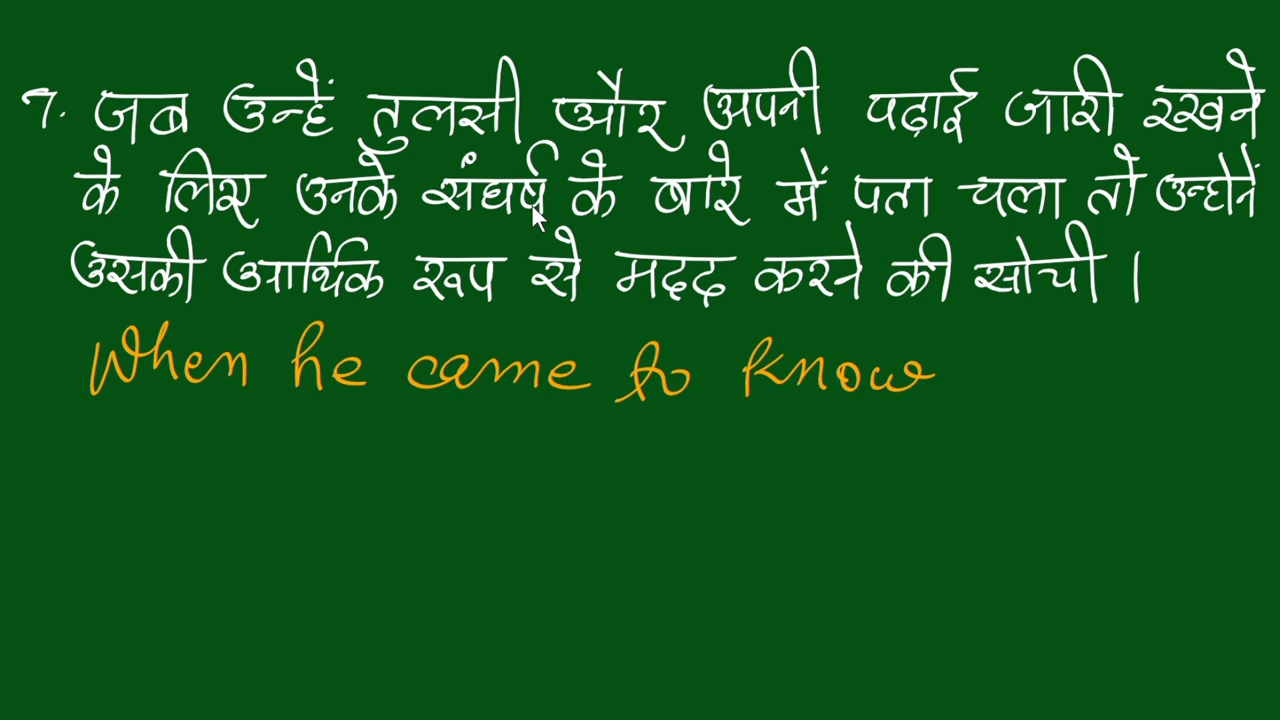 7. जब उन्हें तुलसी और अपनी पढ़ाई जारी रखने
के लिए उनके संघर्ष के बारे में पता चला तो उन्होनें
उसकी आर्थिक रूप से मदद करने की सोची।
When he came to know